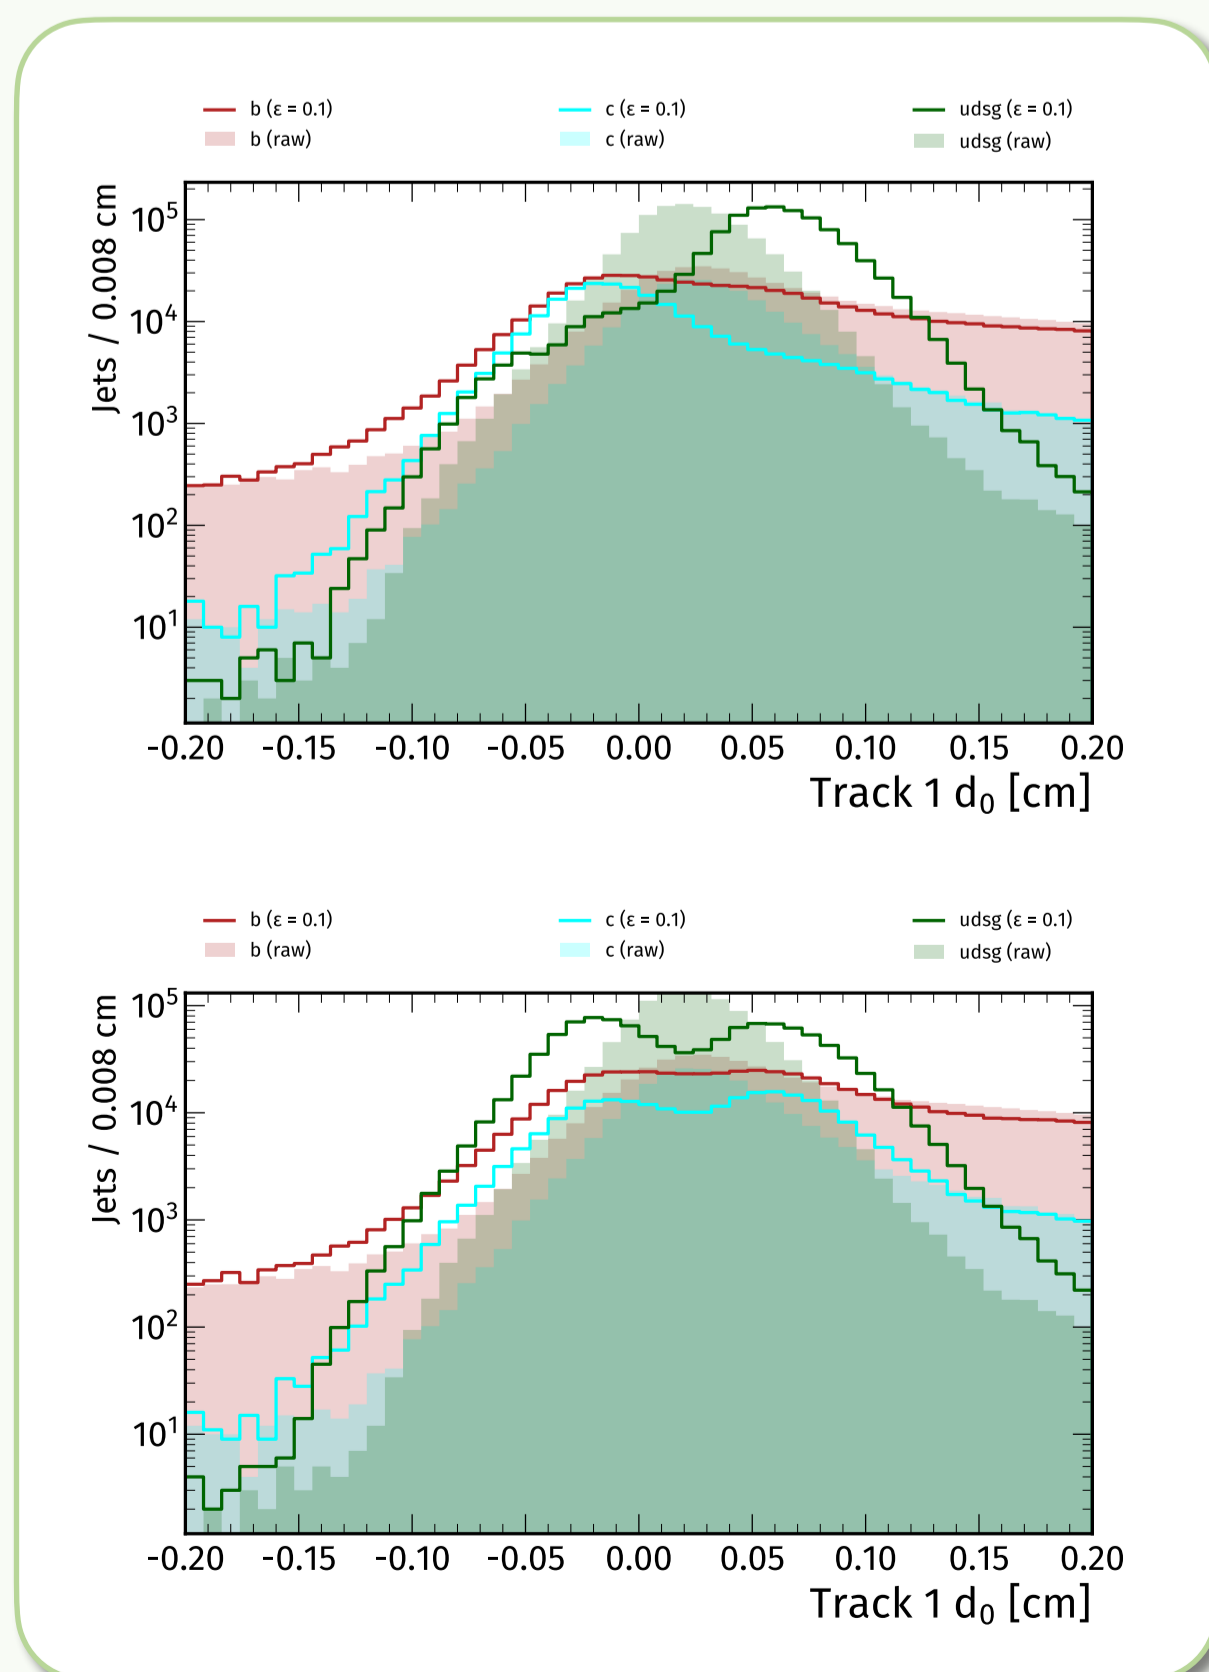 b (ε = 0.1) c (ε = 0.1) udsg (ε = 0.1)
b (raw) c (raw) udsg (raw)
Jets / 0.008 cm
10⁵
10⁴
10³
10²
10¹
-0.20 -0.15 -0.10 -0.05 0.00 0.05 0.10 0.15 0.20
Track 1 d₀ [cm]
b (ε = 0.1) c (ε = 0.1) udsg (ε = 0.1)
b (raw) c (raw) udsg (raw)
Jets / 0.008 cm
10⁵
10⁴
10³
10²
10¹
-0.20 -0.15 -0.10 -0.05 0.00 0.05 0.10 0.15 0.20
Track 1 d₀ [cm]